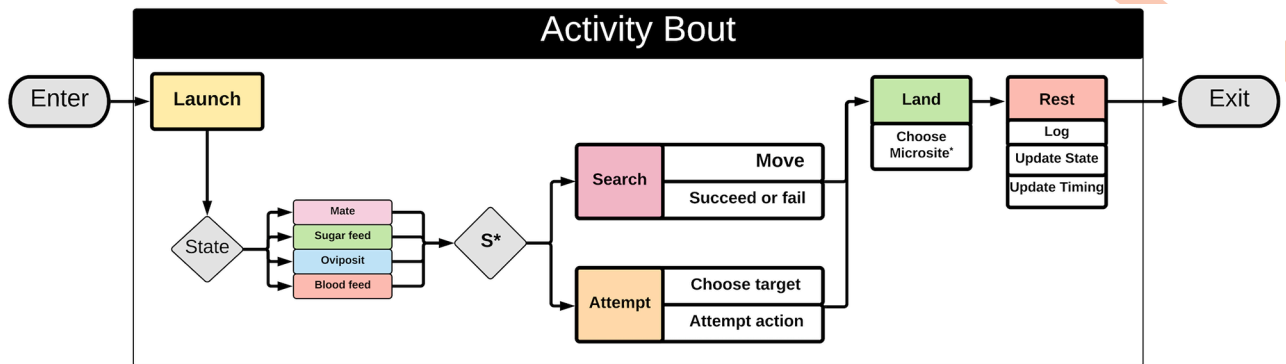 Activity Bout
Enter
Launch
State
Mate
Sugar feed
Oviposit
Blood feed
S*
Search
Move
Succeed or fail
Attempt
Choose target
Attempt action
Land
Choose
Microsite*
Rest
Log
Update State
Update Timing
Exit